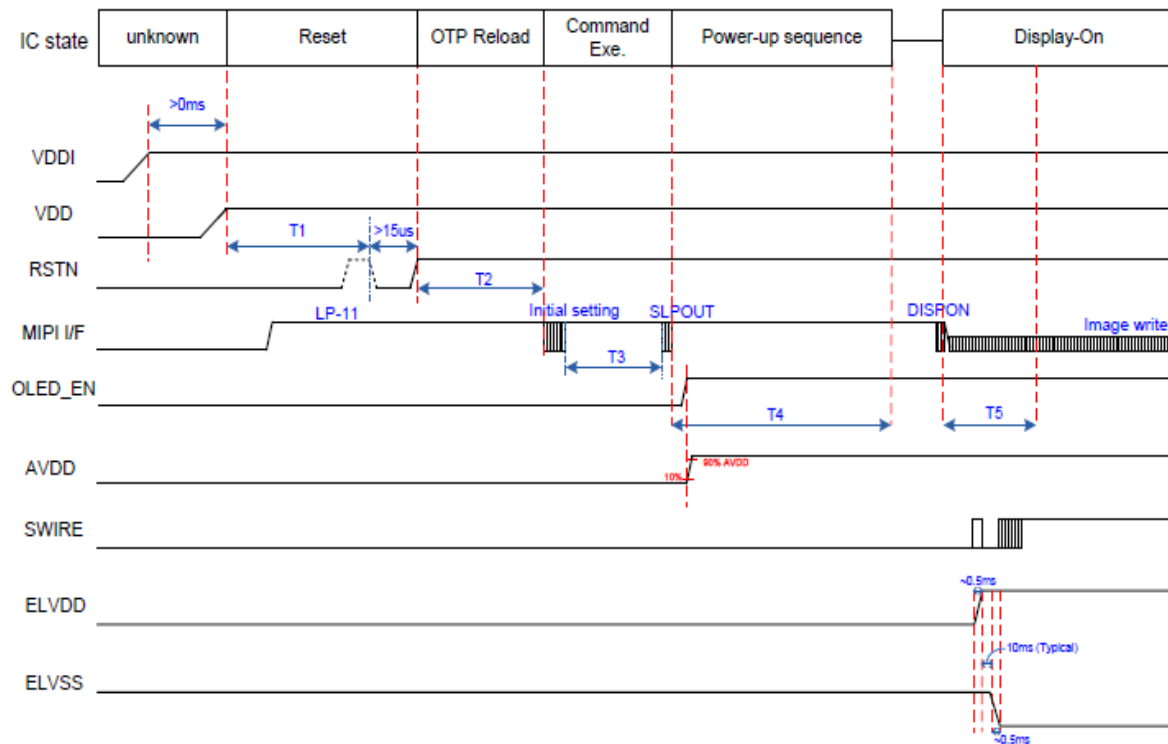 IC state
unknown
Reset
OTP Reload
Command
Exe.
Power-up sequence
Display-On
>0ms
VDDI
VDD
T1
>15us
RSTN
T2
LP-11
Initial setting
SLPOUT
DISPON
MIPI I/F
Image write
T3
OLED_EN
T4
T5
AVDD
90% AVDD
10%
SWIRE
~0.5ms
ELVDD
10ms (Typical)
ELVSS
~0.5ms